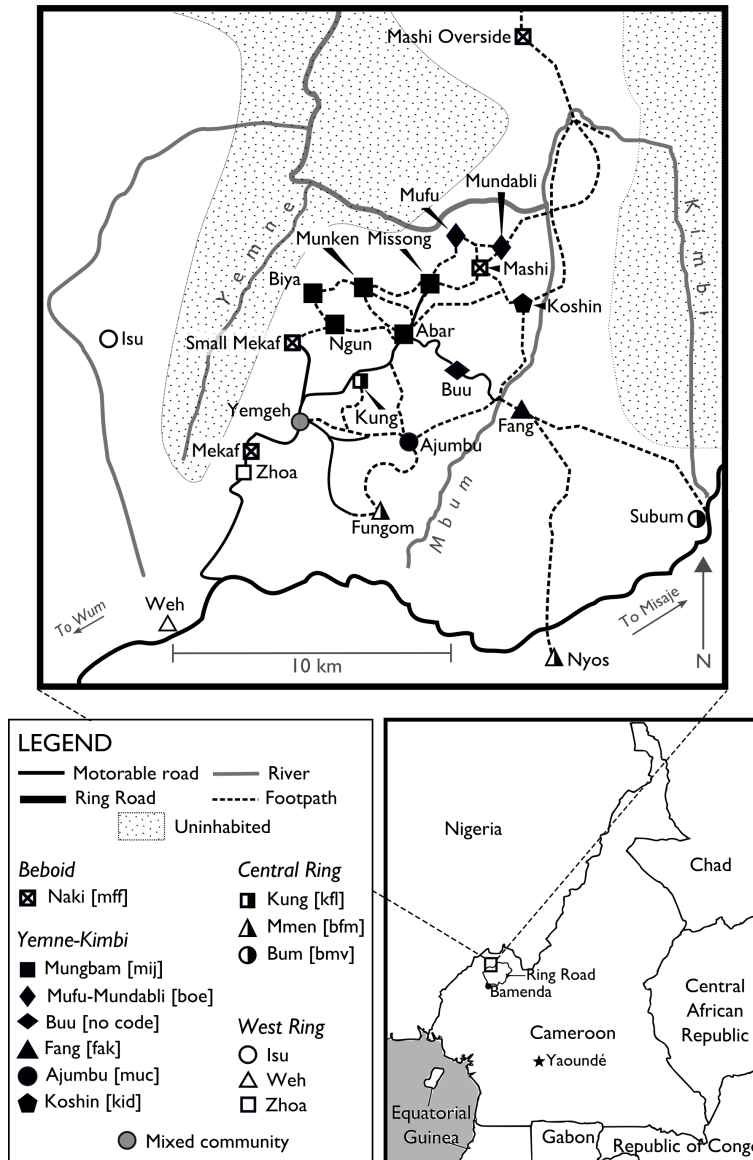 Mashi Overside
Mundabli
Mufu
Munken Missong
Yemne
Kimbi
Biya
Mashi
Koshin
Isu
Small Mekaf
Ngun
Abar
Buu
Yemgeh
Kung
Fang
Mekaf
Ajumbu
Zhoa
Mbum
Subum
Fungom
Weh
To Wum
To Misaje
10 km
Nyos
N
LEGEND
Motorable road
River
Ring Road
Footpath
Uninhabited
Beboid
Naki [mff]
Yemne-Kimbi
Mungbam [mij]
Mufu-Mundabli [boe]
Buu [no code]
Fang [fak]
Ajumbu [muc]
Koshin [kid]
Central Ring
Kung [kfl]
Mmen [bfm]
Bum [bmv]
West Ring
Isu
Weh
Zhoa
Mixed community
Nigeria
Chad
Ring Road
Bamenda
Central
African
Republic
Cameroon
Yaoundé
Equatorial
Guinea
Gabon
Republic of Congo